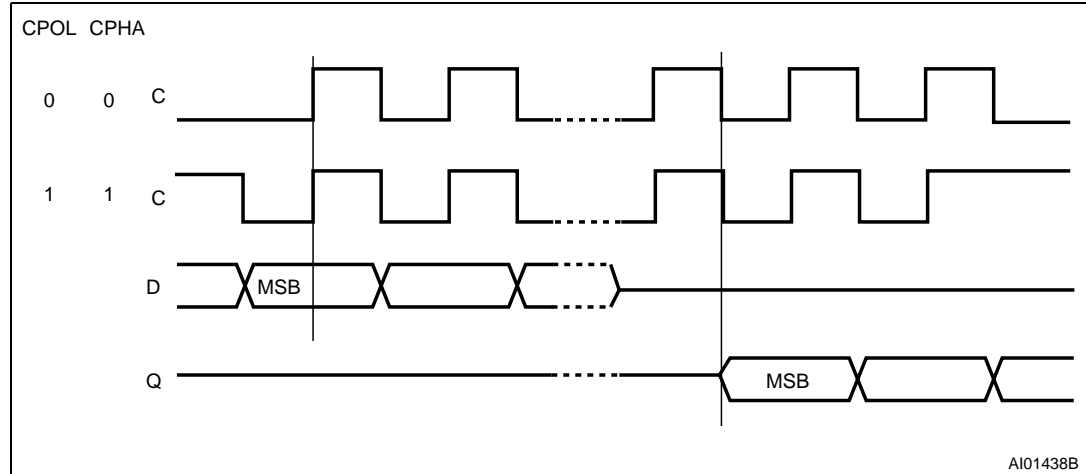 CPOL CPHA
0 0 C
1 1 C
D MSB
Q MSB
AI01438B